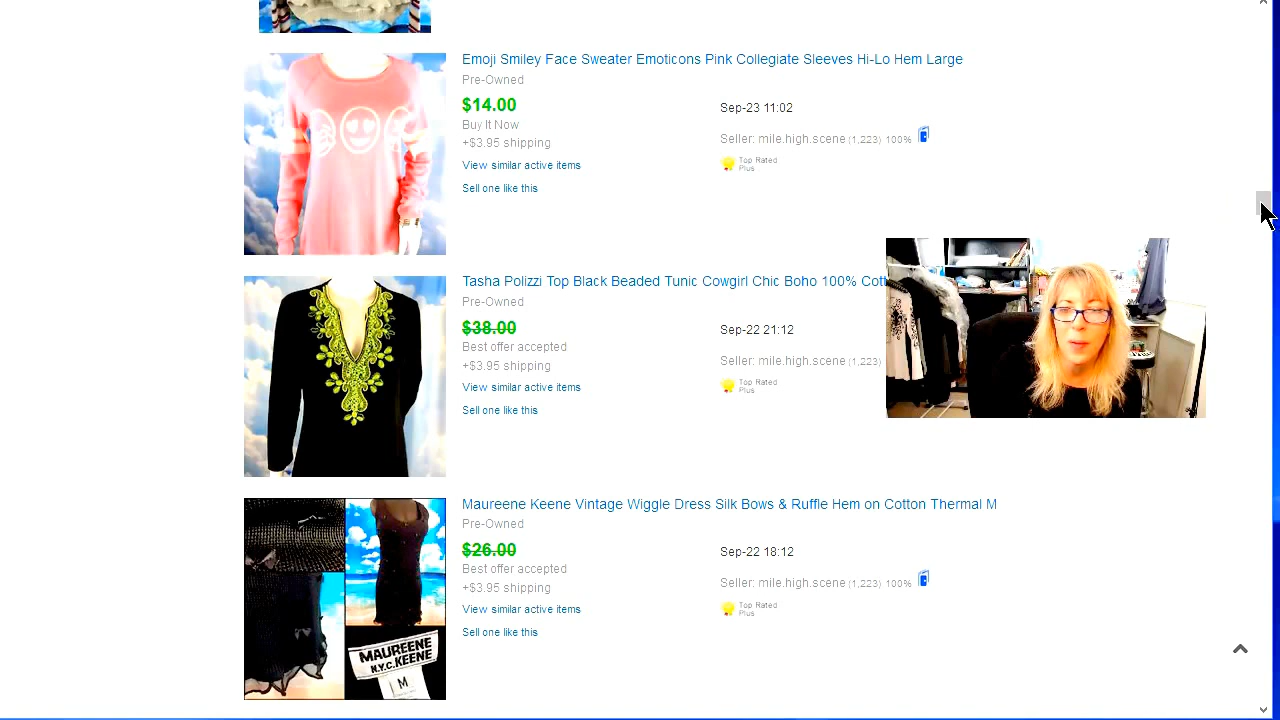 Emoji Smiley Face Sweater Emoticons Pink Collegiate Sleeves Hi-Lo Hem Large
Pre-Owned
$14.00
Sep-23 11:02
Buy It Now
Seller: mile.high.scene (1,223) 100%
+$3.95 shipping
View similar active items
Top Rated
Plus
Sell one like this
Tasha Polizzi Top Black Beaded Tunic Cowgirl Chic Boho 100% Cott
Pre-Owned
$38.00
Sep-22 21:12
Best offer accepted
Seller: mile.high.scene (1,223)
+$3.95 shipping
View similar active items
Top Rated
Plus
Sell one like this
Maureene Keene Vintage Wiggle Dress Silk Bows & Ruffle Hem on Cotton Thermal M
Pre-Owned
$26.00
Sep-22 18:12
Best offer accepted
Seller: mile.high.scene (1,223) 100%
+$3.95 shipping
View similar active items
Top Rated
Plus
Sell one like this
MAUREENE
N.Y.C. KEENE
M